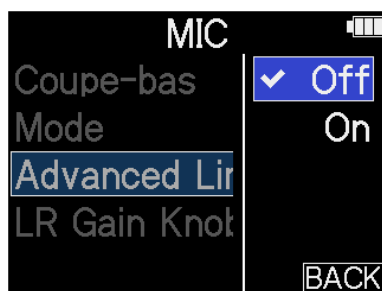 MIC
Coupe-bas
Mode
Advanced Lir
LR Gain Knob
Off
On
BACK